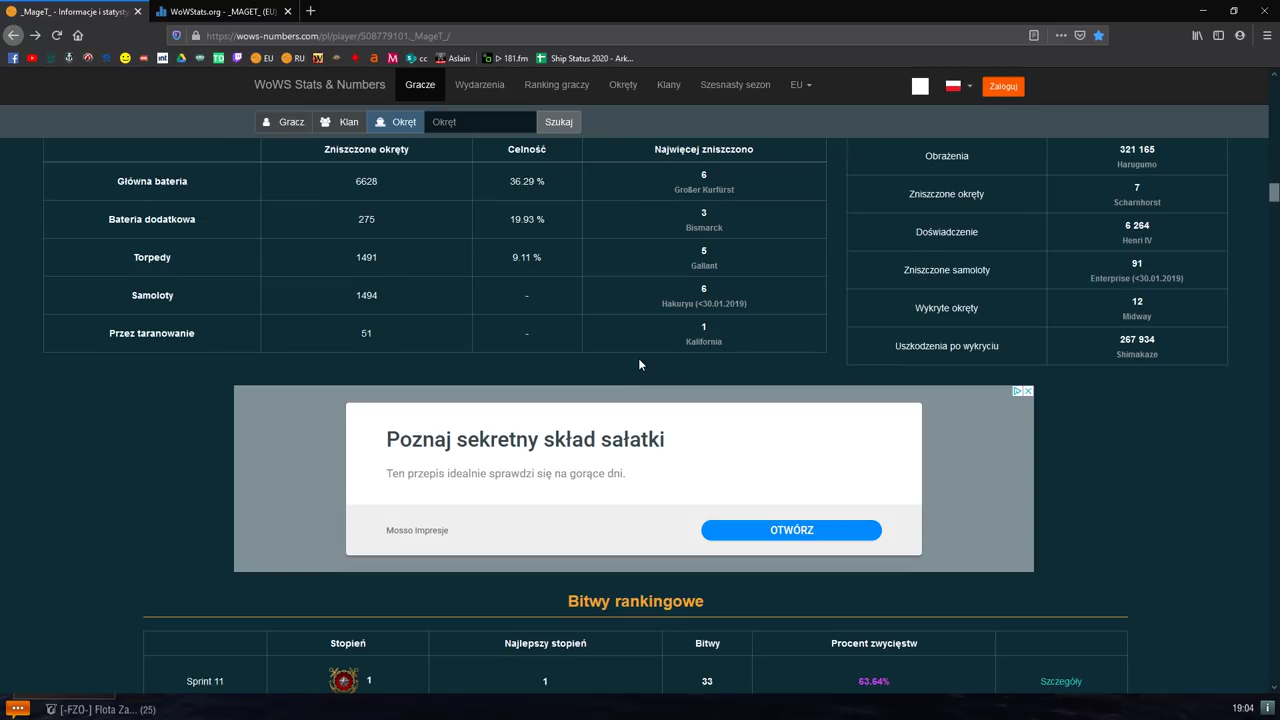 _MageT_ - Informacje i statysty
WoWStats.org - _MAGET_ (EU)
https://wows-numbers.com/pl/player/508779101,_MageT_/
EU
RU
cc
Aslain
181.fm
Ship Status 2020 - Ark...
WoWS Stats & Numbers
Gracze
Wydarzenia
Ranking graczy
Okręty
Klany
Szesnasty sezon
EU
Zaloguj
Gracz
Klan
Okręt
Okręt
Szukaj
Zniszczone okręty
Celność
Najwięcej zniszczono
Główna bateria
6628
36.29 %
6
Großer Kurfürst
Bateria dodatkowa
275
19.93 %
3
Bismarck
Torpedy
1491
9.11 %
5
Gallant
Samoloty
1494
-
6
Hakuryu (<30.01.2019)
Przez taranowanie
51
-
1
Kalifornia
Obrażenia
321 165
Harugumo
Zniszczone okręty
7
Scharnhorst
Doświadczenie
6 264
Henri IV
Zniszczone samoloty
91
Enterprise (<30.01.2019)
Wykryte okręty
12
Midway
Uszkodzenia po wykryciu
267 934
Shimakaze
Poznaj sekretny skład sałatki
Ten przepis idealnie sprawdzi się na gorące dni.
Mosso Impresje
OTWÓRZ
Bitwy rankingowe
Stopień
Najlepszy stopień
Bitwy
Procent zwycięstw
Sprint 11
1
1
33
63.64%
Szczegóły
[-FZO-] Flota Za... (25)
19:04